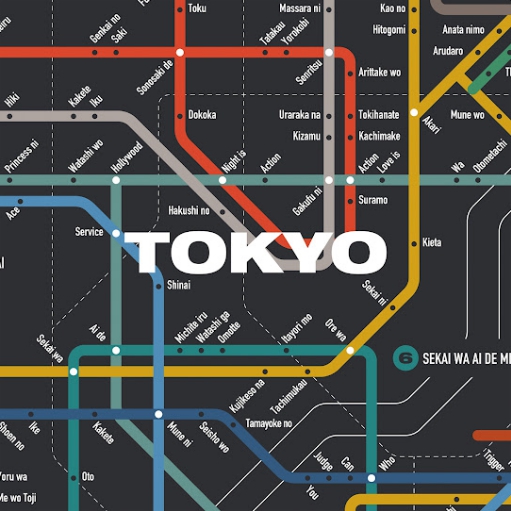 Toku
Massara ni
Kao no
Genkai no
Saki
Tatakau
Yorokobi
Hitogomi
Anata nimo
Sonosaki de
Senritsu
Arittake wo
Arudaro
Hiki
Kakete
Iku
Dokoka
Uraraka na
Tokihanate
Mune wo
Kizamu
Kachimake
Akari
Princess ni
Watashi wo
Hollywood
Night is
Action
Action
Love is
Wa
Otometachi
Ace
Hakushi no
Gakufu ni
Suramo
Service
TOKYO
Kieta
Shinai
Sekai ni
Sekai wa
Ai de
Michite iru
Watashi ga
Omotte
Itayori mo
Ore wa
6
SEKAI WA AI DE MI
Kujikeso na
Tachimukau
Shoen no
Ike
Kakete
Mune ni
Seisho wo
Tamayoke no
Yoru wa
Oto
You
Judge
Can
Who
Trigger
Me wo Toji